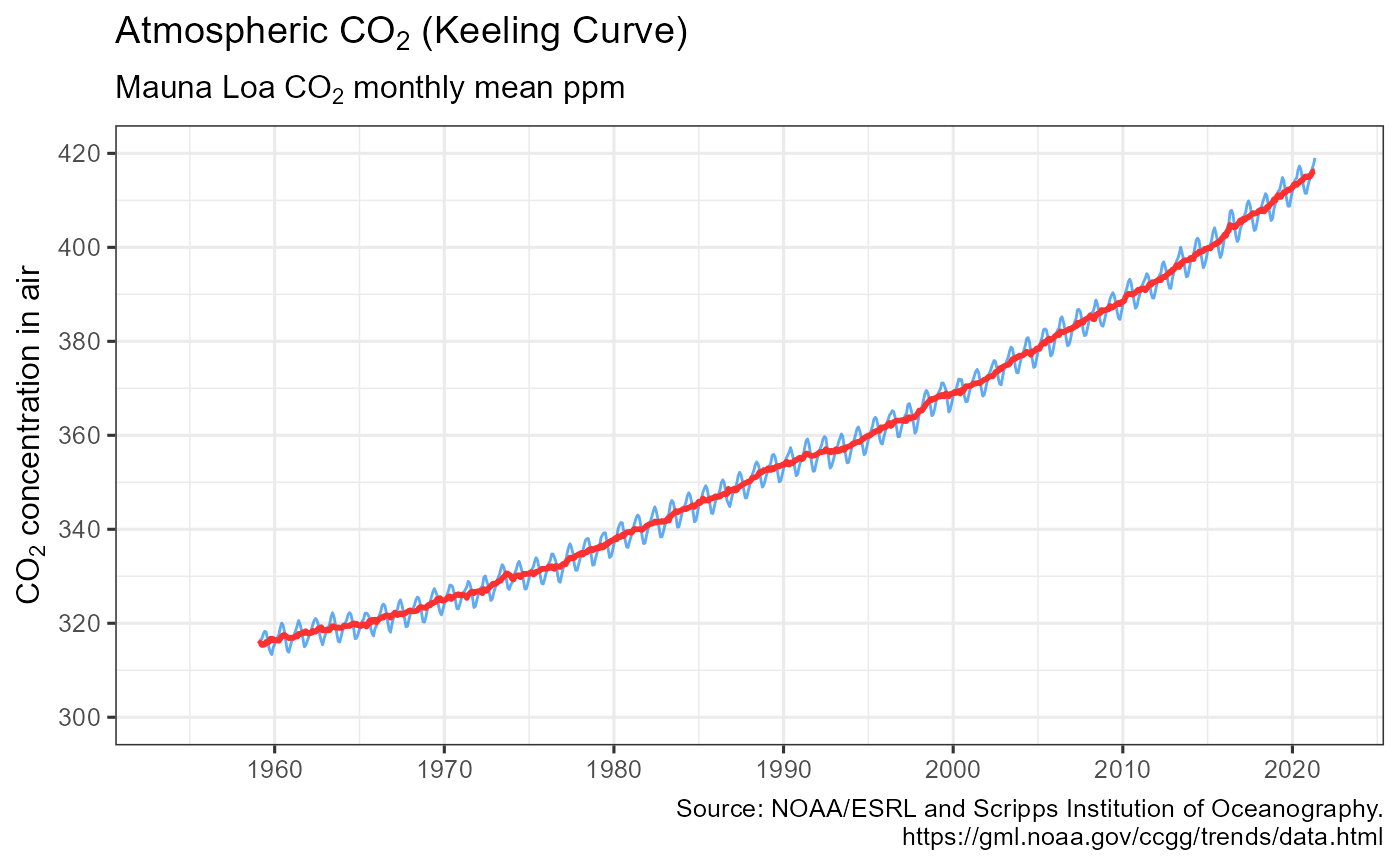 Atmospheric CO₂ (Keeling Curve)
Mauna Loa CO₂ monthly mean ppm
CO₂ concentration in air
420
400
380
360
340
320
300
1960 1970 1980 1990 2000 2010 2020
Source: NOAA/ESRL and Scripps Institution of Oceanography.
https://gml.noaa.gov/ccgg/trends/data.html